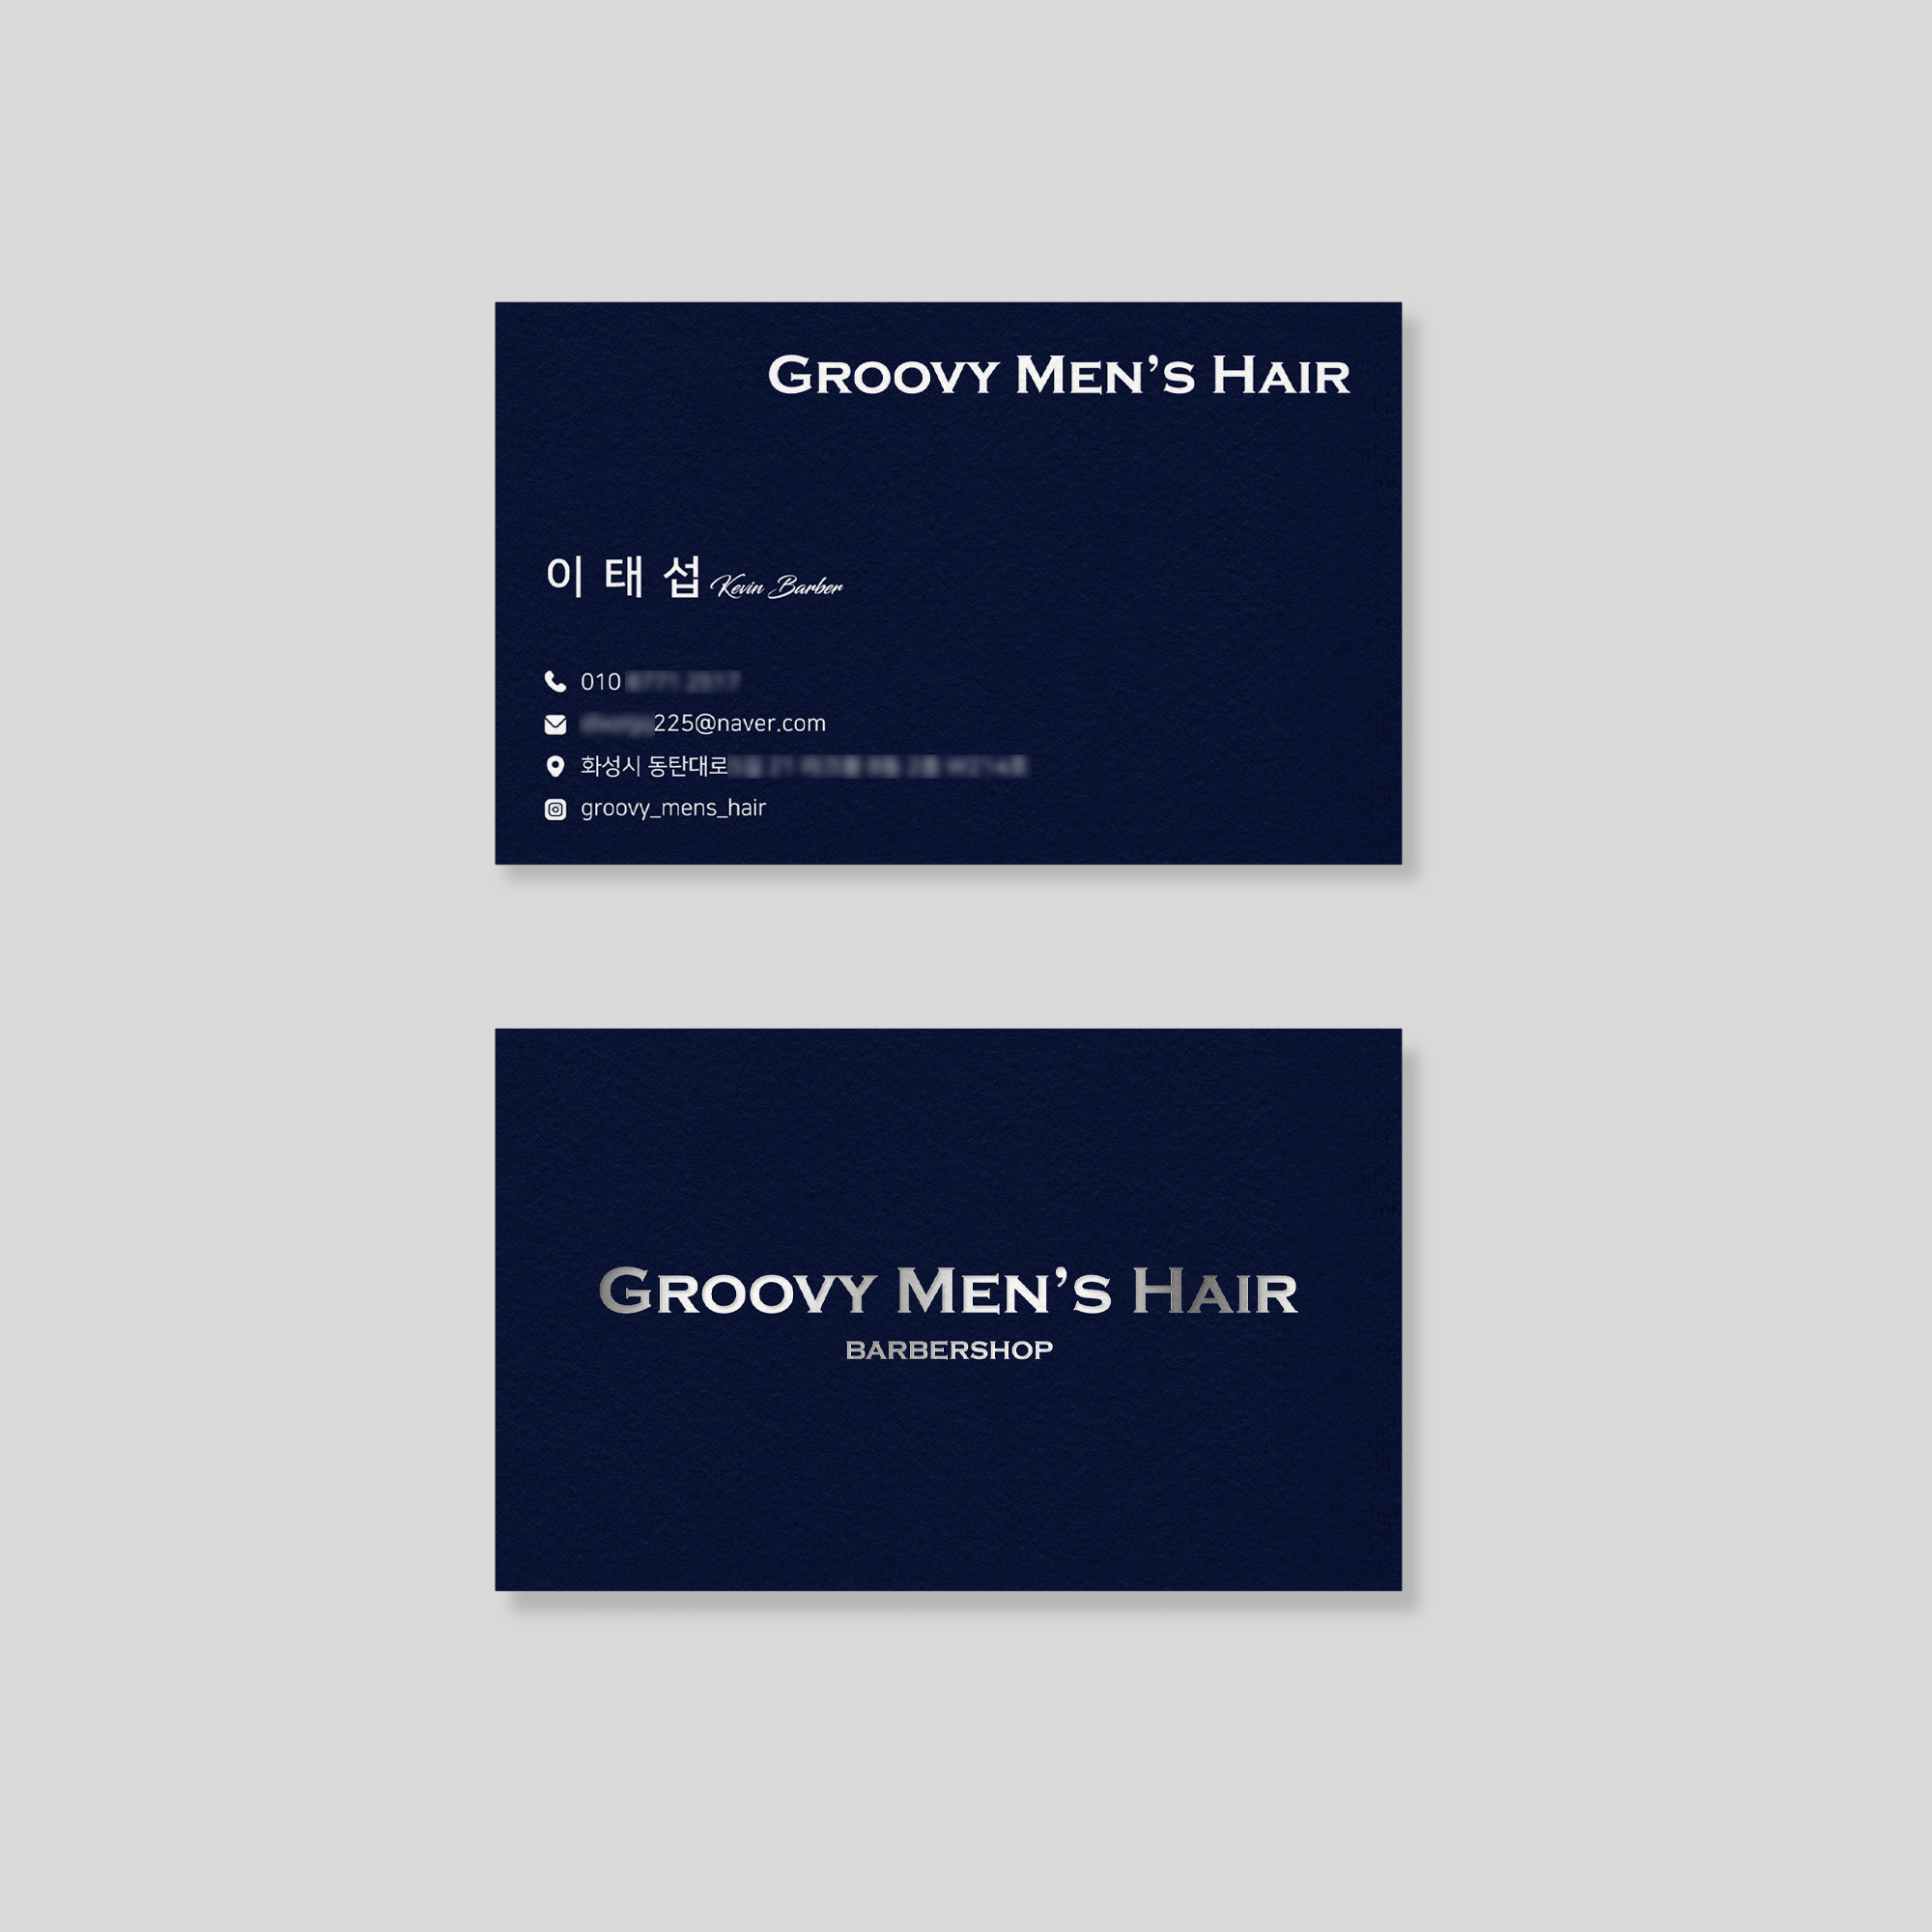 GROOVY MEN'S HAIR
이태섭 Kevin Barber
010
225@naver.com
화성시 동탄대로
groovy_mens_hair
GROOVY MEN'S HAIR
BARBERSHOP